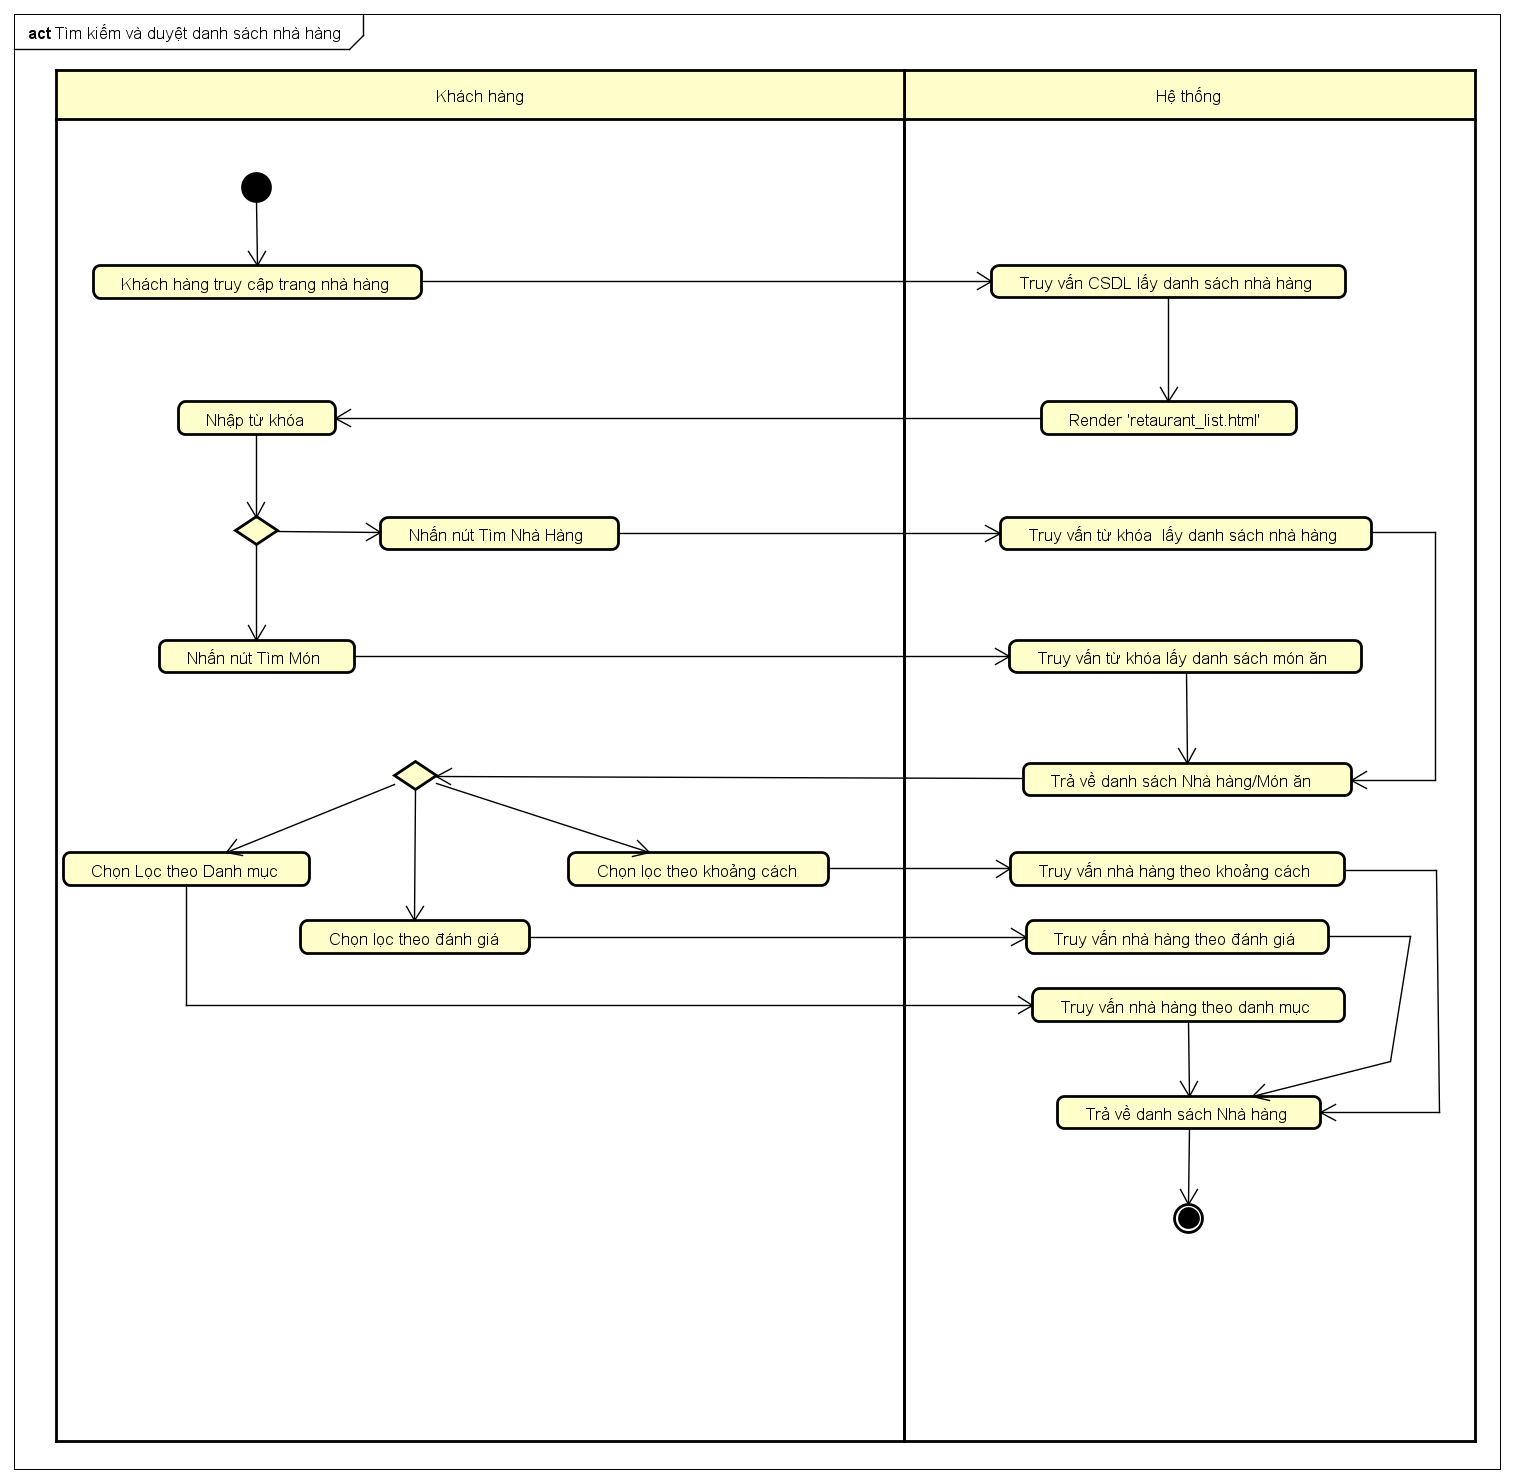 act Tìm kiếm và duyệt danh sách nhà hàng
Khách hàng
Hệ thống
Khách hàng truy cập trang nhà hàng
Truy vấn CSDL lấy danh sách nhà hàng
Nhập từ khóa
Render 'retaurant_list.html'
Nhấn nút Tìm Nhà Hàng
Truy vấn từ khóa  lấy danh sách nhà hàng
Nhấn nút Tìm Món
Truy vấn từ khóa lấy danh sách món ăn
Trả về danh sách Nhà hàng/Món ăn
Chọn Lọc theo Danh mục
Chọn lọc theo khoảng cách
Truy vấn nhà hàng theo khoảng cách
Chọn lọc theo đánh giá
Truy vấn nhà hàng theo đánh giá
Truy vấn nhà hàng theo danh mục
Trả về danh sách Nhà hàng